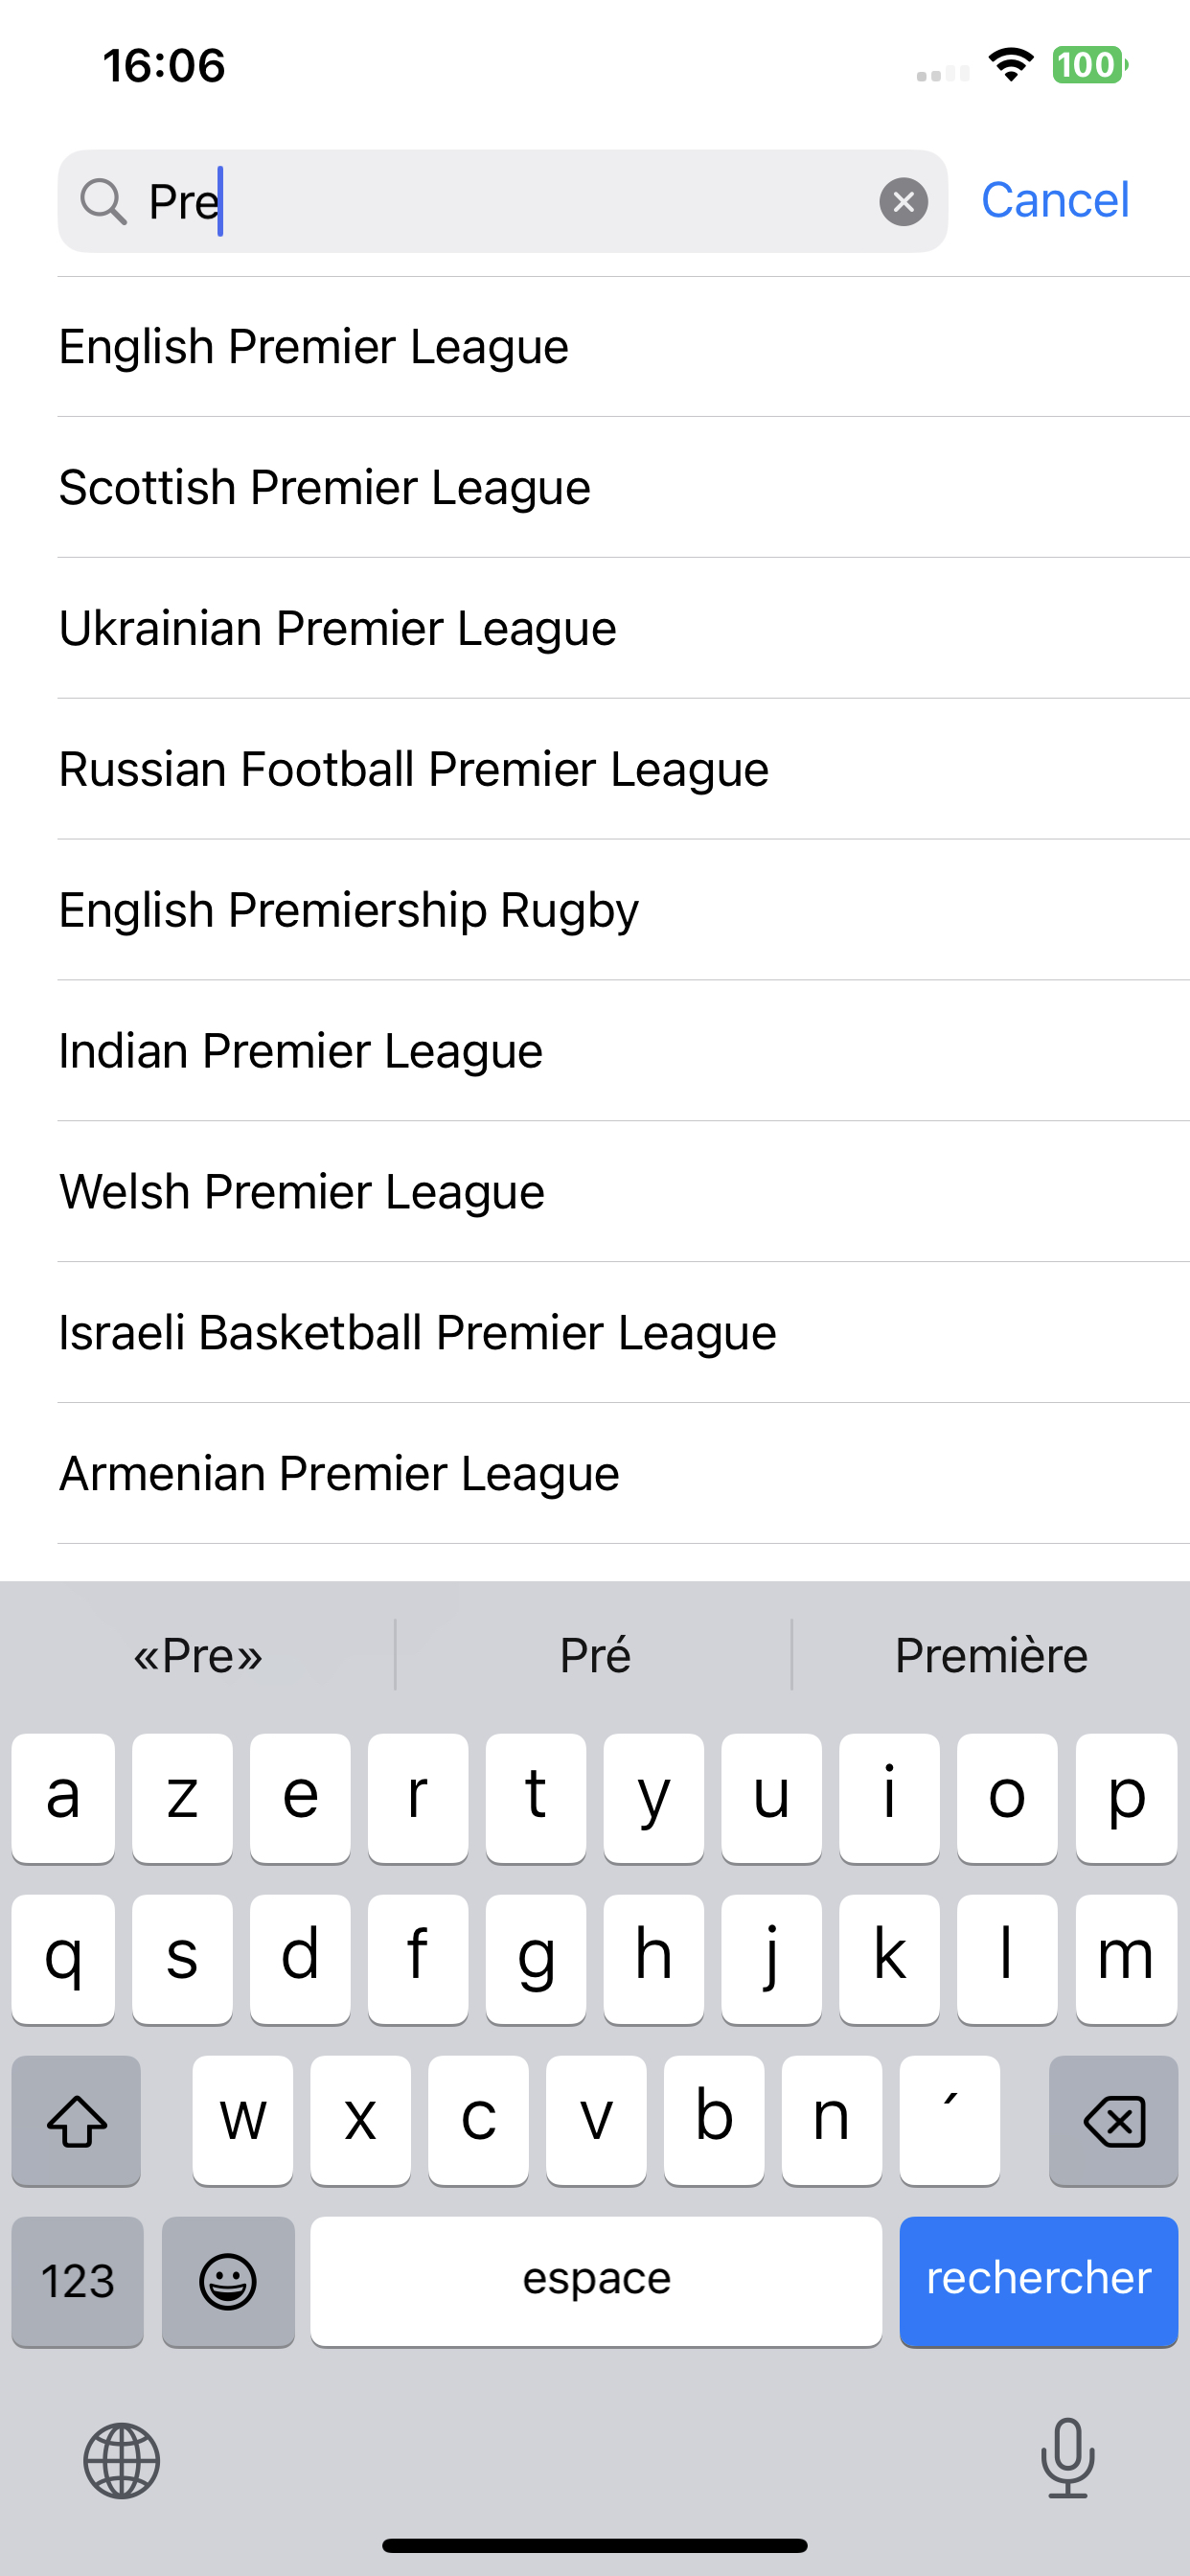 16:06
100
Pre
Cancel
English Premier League
Scottish Premier League
Ukrainian Premier League
Russian Football Premier League
English Premiership Rugby
Indian Premier League
Welsh Premier League
Israeli Basketball Premier League
Armenian Premier League
«Pre» Pré Première
a z e r t y u i o p
q s d f g h j k l m
w x c v b n ´
123 espace rechercher